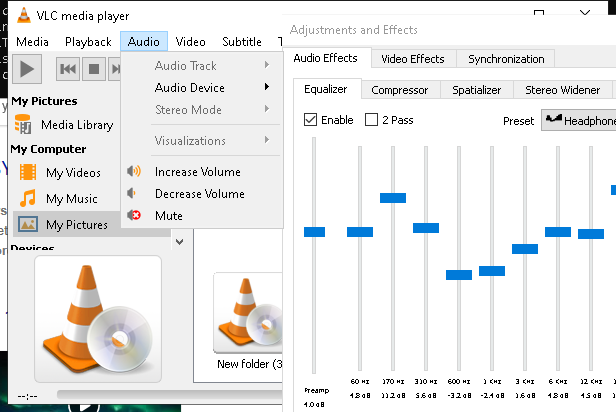 VLC media player
Media Playback Audio Video Subtitle T
Audio Track
Audio Device
Stereo Mode
Visualizations
Increase Volume
Decrease Volume
Mute
My Pictures
Media Library
My Computer
My Videos
My Music
My Pictures
Devices
New folder (3
--:--
Adjustments and Effects
Audio Effects Video Effects Synchronization
Equalizer Compressor Spatializer Stereo Widener
Enable 2 Pass Preset Headphone
60 Hz 170 Hz 310 Hz 600 Hz 1 KHz 3 KHz 6 KHz 12 KHz
Preamp 4.8 dB 11.2 dB 5.6 dB -3.2 dB -2.4 dB 1.6 dB 4.8 dB 4.5 dB
4.0 dB